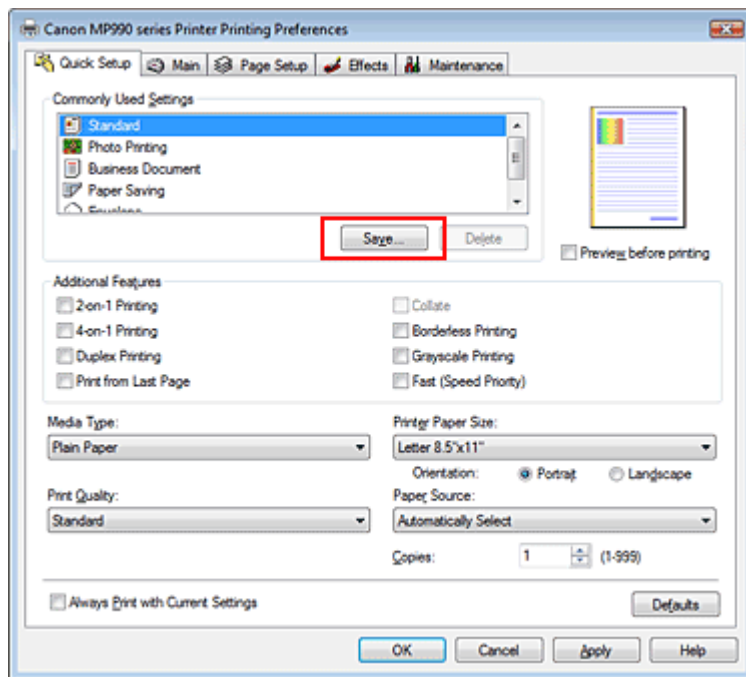 Canon MP990 series Printer Printing Preferences
Quick Setup Main Page Setup Effects Maintenance
Commonly Used Settings
Standard
Photo Printing
Business Document
Paper Saving
Envelope
Save... Delete
Preview before printing
Additional Features
2-on-1 Printing Collate
4-on-1 Printing Borderless Printing
Duplex Printing Grayscale Printing
Print from Last Page Fast (Speed Priority)
Media Type: Printer Paper Size:
Plain Paper Letter 8.5"x11"
Orientation: Portrait Landscape
Print Quality: Paper Source:
Standard Automatically Select
Copies: 1 (1-999)
Always Print with Current Settings Defaults
OK Cancel Apply Help